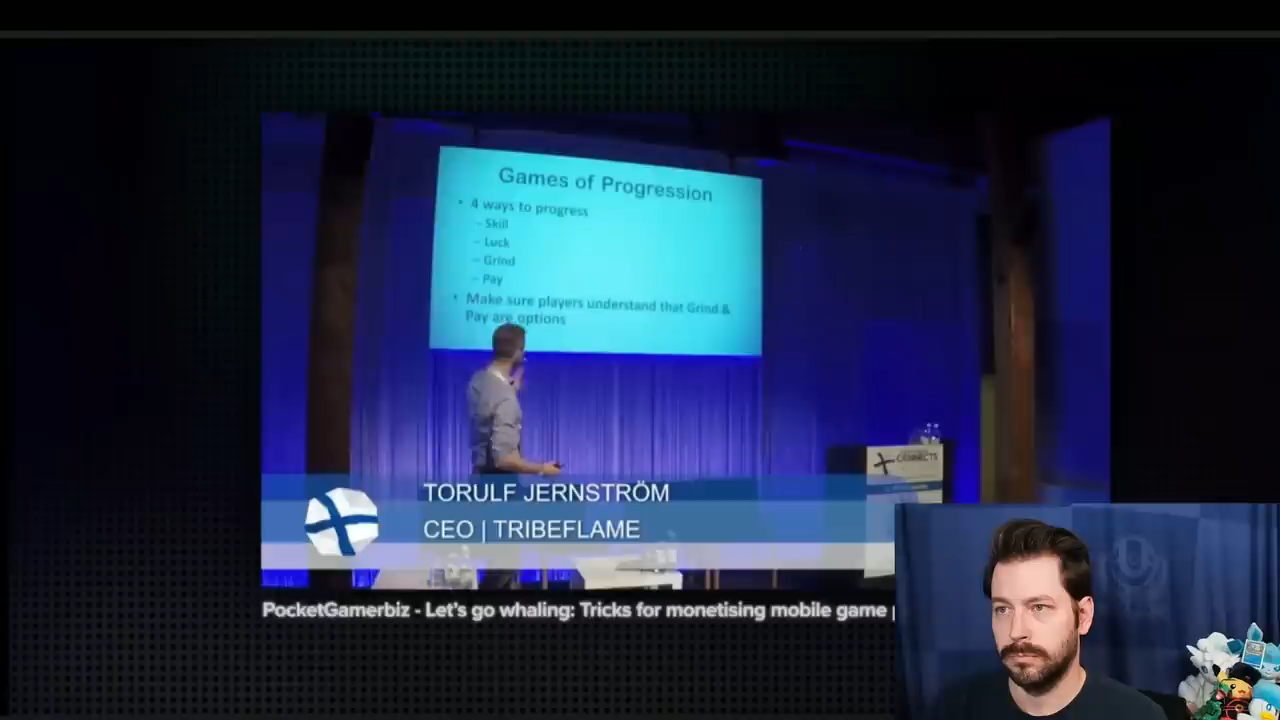 Games of Progression
• 4 ways to progress
– Skill
– Luck
– Grind
– Pay
• Make sure players understand that Grind &
Pay are options
CONNECTS
TORULF JERNSTRÖM
CEO | TRIBEFLAME
PocketGamerbiz - Let's go whaling: Tricks for monetising mobile game